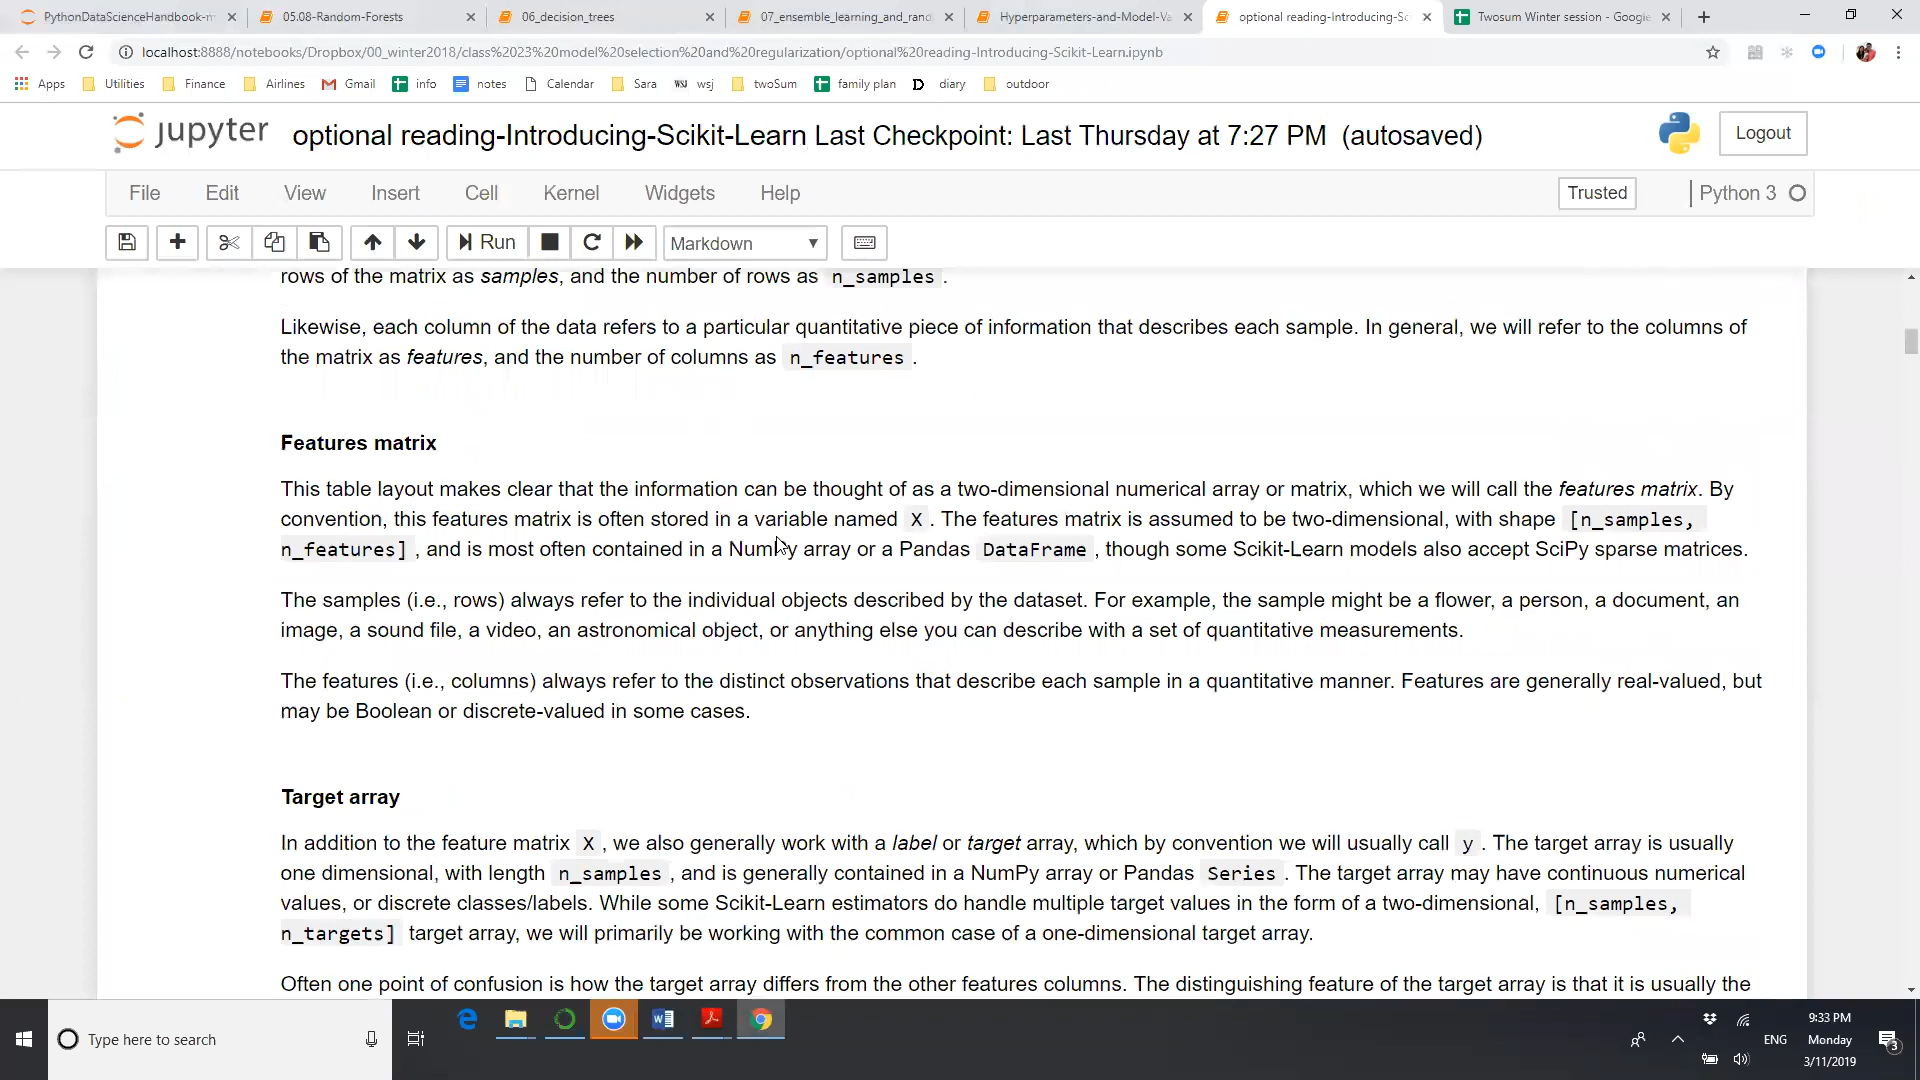 PythonDataScienceHandbook-m
05.08-Random-Forests
06_decision_trees
07_ensemble_learning_and_rand
Hyperparameters-and-Model-Va
optional reading-Introducing-Sc
Twosum Winter session - Google
localhost:8888/notebooks/Dropbox/00_winter2018/class%2023%20model%20selection%20and%20regularization/optional%20reading-Introducing-Scikit-Learn.ipynb
Apps Utilities Finance Airlines Gmail info notes Calendar Sara WSJ wsj twoSum family plan D diary outdoor
jupyter optional reading-Introducing-Scikit-Learn Last Checkpoint: Last Thursday at 7:27 PM (autosaved) Logout
File Edit View Insert Cell Kernel Widgets Help Trusted Python 3
Run Markdown
rows of the matrix as samples, and the number of rows as n_samples.
Likewise, each column of the data refers to a particular quantitative piece of information that describes each sample. In general, we will refer to the columns of
the matrix as features, and the number of columns as n_features.
Features matrix
This table layout makes clear that the information can be thought of as a two-dimensional numerical array or matrix, which we will call the features matrix. By
convention, this features matrix is often stored in a variable named X. The features matrix is assumed to be two-dimensional, with shape [n_samples,
n_features], and is most often contained in a NumPy array or a Pandas DataFrame, though some Scikit-Learn models also accept SciPy sparse matrices.
The samples (i.e., rows) always refer to the individual objects described by the dataset. For example, the sample might be a flower, a person, a document, an
image, a sound file, a video, an astronomical object, or anything else you can describe with a set of quantitative measurements.
The features (i.e., columns) always refer to the distinct observations that describe each sample in a quantitative manner. Features are generally real-valued, but
may be Boolean or discrete-valued in some cases.
Target array
In addition to the feature matrix X, we also generally work with a label or target array, which by convention we will usually call y. The target array is usually
one dimensional, with length n_samples, and is generally contained in a NumPy array or Pandas Series. The target array may have continuous numerical
values, or discrete classes/labels. While some Scikit-Learn estimators do handle multiple target values in the form of a two-dimensional, [n_samples,
n_targets] target array, we will primarily be working with the common case of a one-dimensional target array.
Often one point of confusion is how the target array differs from the other features columns. The distinguishing feature of the target array is that it is usually the
Type here to search
ENG
9:33 PM
Monday
3/11/2019
3